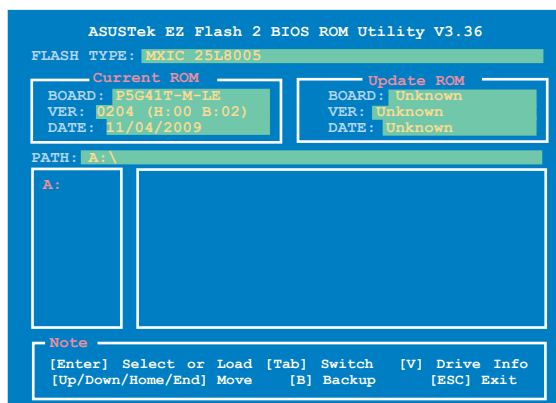 ASUSTek EZ Flash 2 BIOS ROM Utility V3.36
FLASH TYPE: MXIC 25L8005
Current ROM
BOARD: P5G41T-M-LE
VER: 0204 (H:00 B:02)
DATE: 11/04/2009
Update ROM
BOARD: Unknown
VER: Unknown
DATE: Unknown
PATH: A:\
A:
Note
[Enter] Select or Load [Tab] Switch [V] Drive Info
[Up/Down/Home/End] Move [B] Backup [ESC] Exit